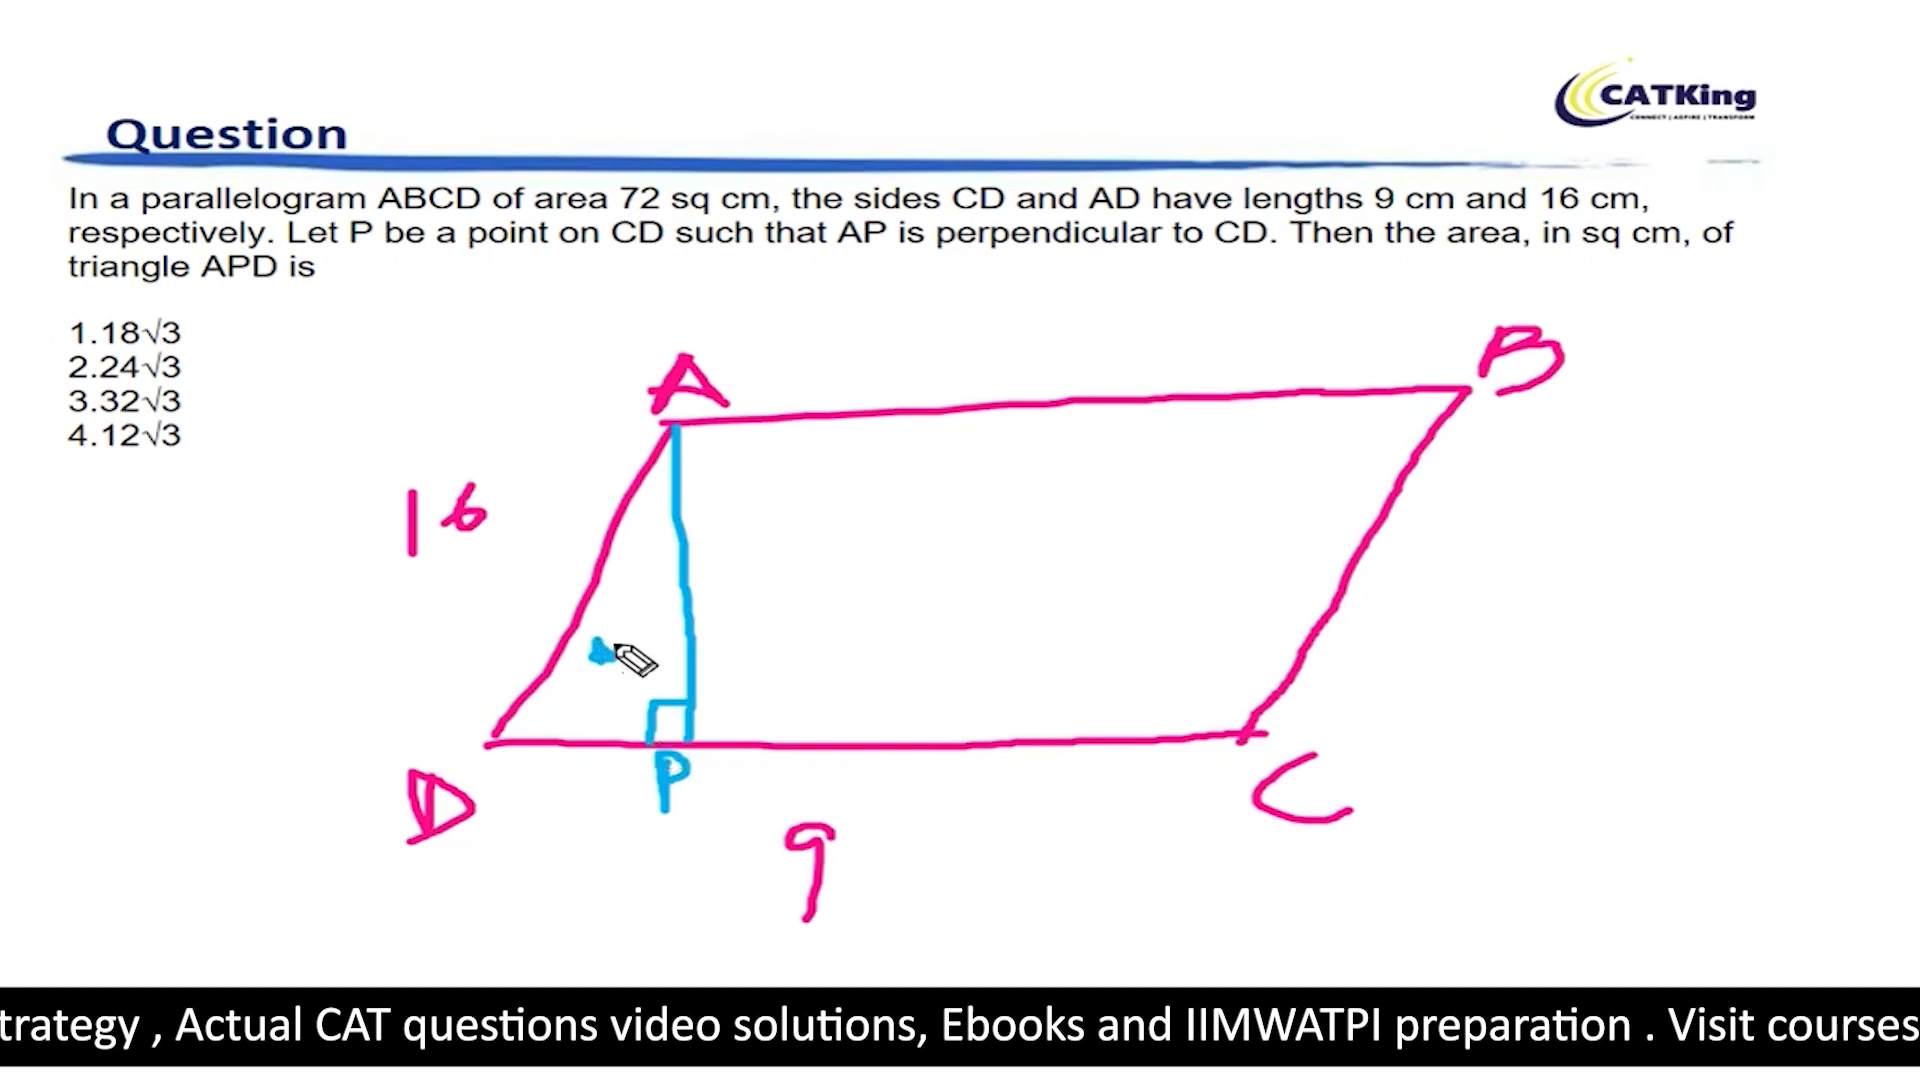 CATKing
CONNECT | ASPIRE | TRANSFORM
Question
In a parallelogram ABCD of area 72 sq cm, the sides CD and AD have lengths 9 cm and 16 cm,
respectively. Let P be a point on CD such that AP is perpendicular to CD. Then the area, in sq cm, of
triangle APD is
1.18√3
2.24√3
3.32√3
4.12√3
A
B
16
P
D
C
9
trategy , Actual CAT questions video solutions, Ebooks and IIMWATPI preparation . Visit courses